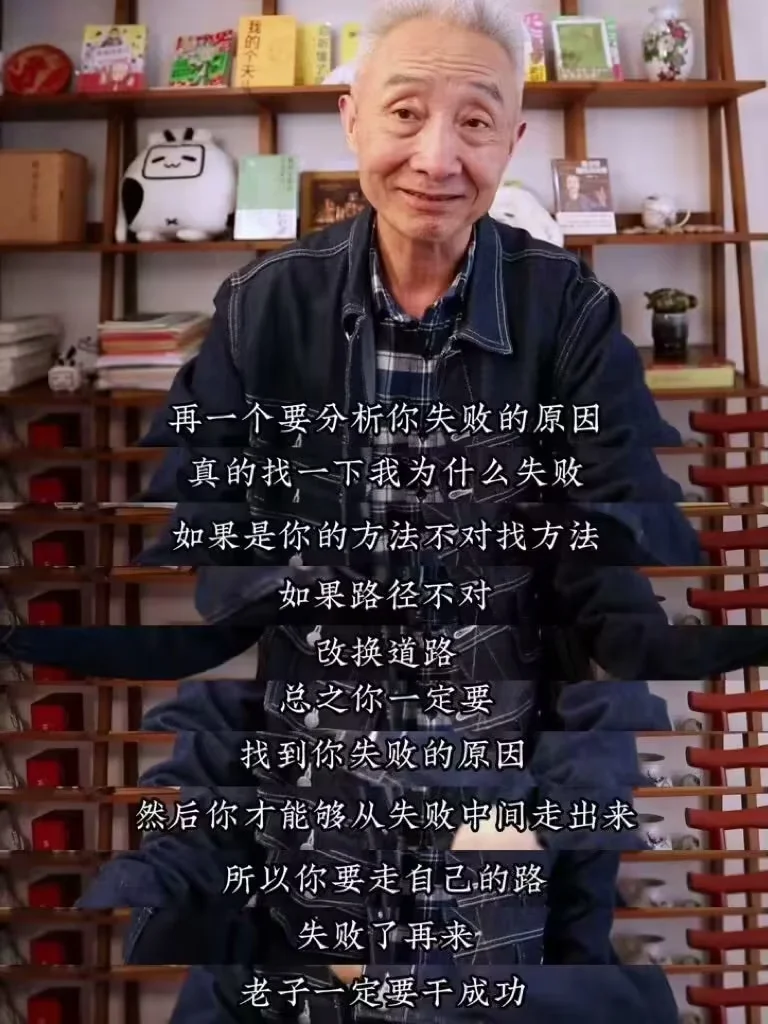 我的个天
再一个要分析你失败的原因
真的找一下我为什么失败
如果是你的方法不对找方法
如果路径不对
改换道路
总之你一定要
找到你失败的原因
然后你才能够从失败中间走出来
所以你要走自己的路
失败了再来
老子一定要干成功